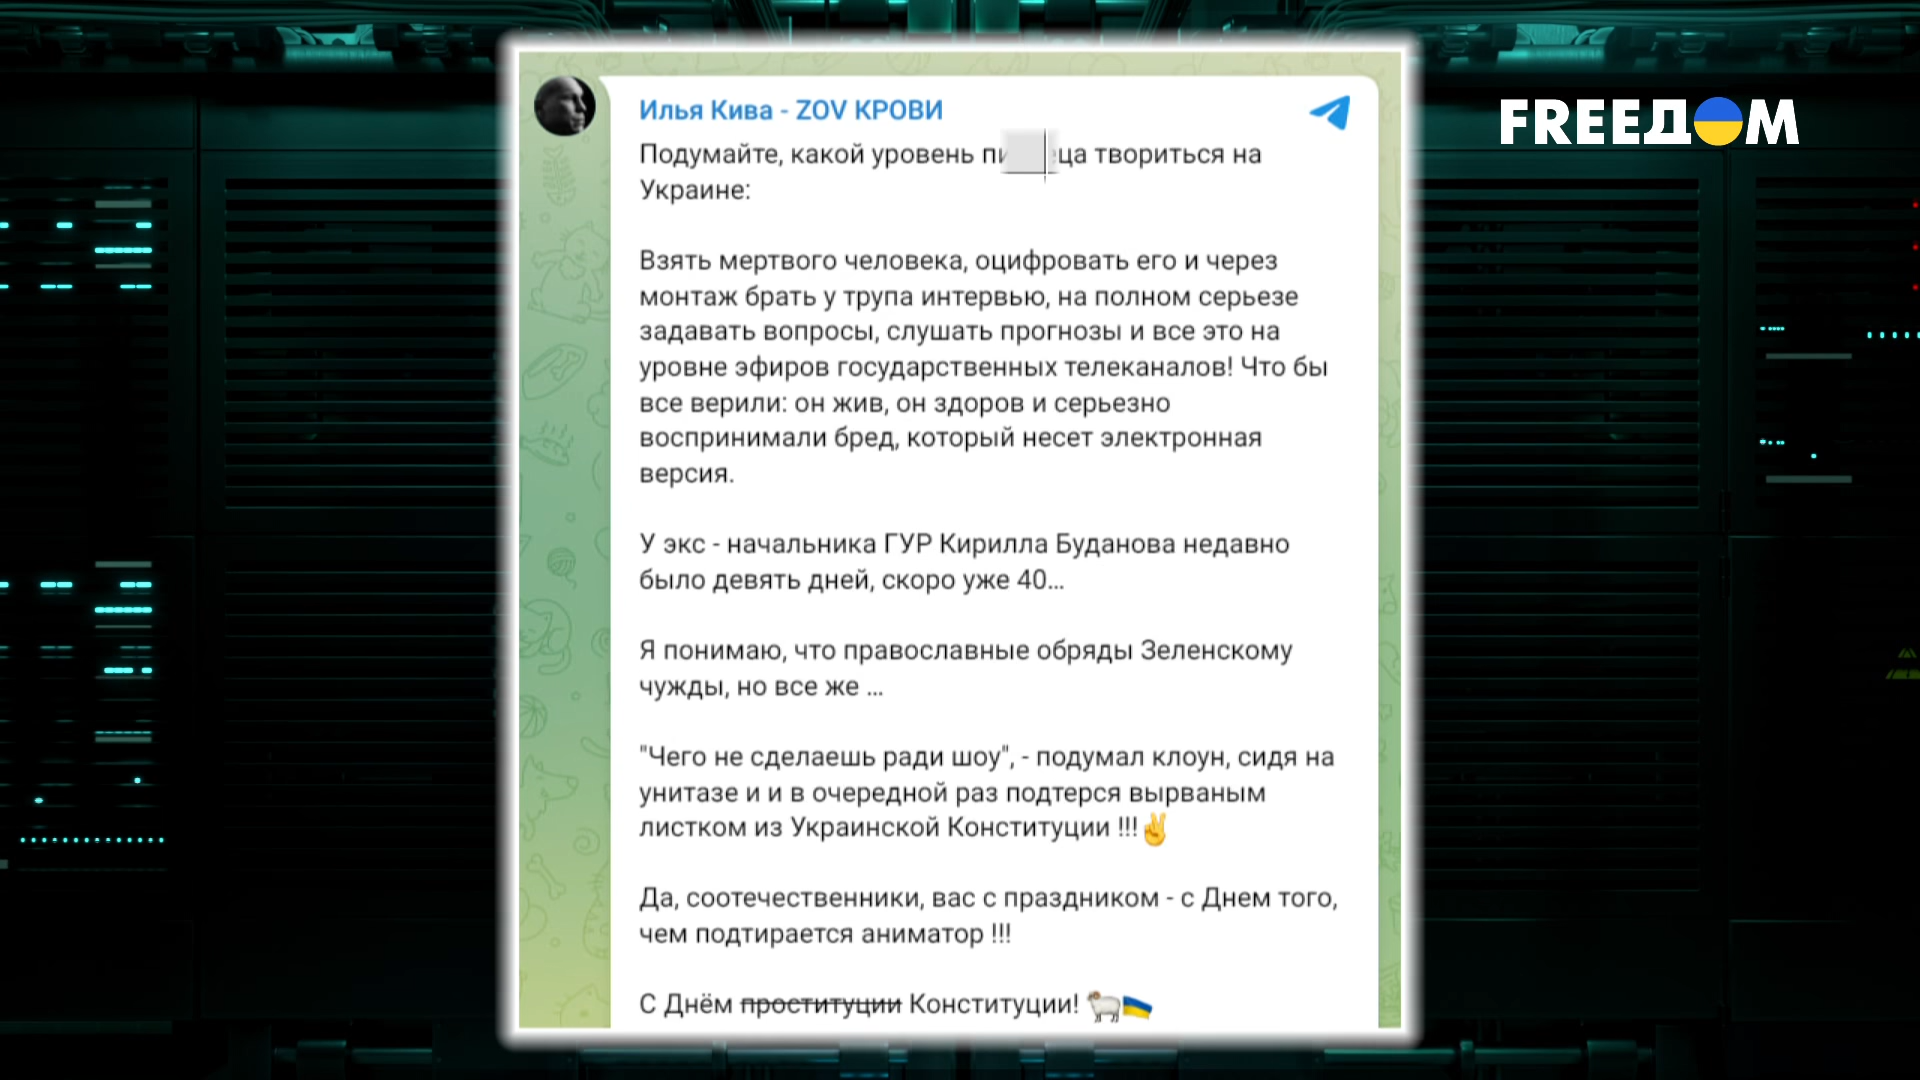 FREEДOM
Илья Кива - ZOV КРОВИ
Подумайте, какой уровень пи ца твориться на
Украине:
Взять мертвого человека, оцифровать его и через
монтаж брать у трупа интервью, на полном серьезе
задавать вопросы, слушать прогнозы и все это на
уровне эфиров государственных телеканалов! Что бы
все верили: он жив, он здоров и серьезно
воспринимали бред, который несет электронная
версия.
У экс - начальника ГУР Кирилла Буданова недавно
было девять дней, скоро уже 40...
Я понимаю, что православные обряды Зеленскому
чужды, но все же ...
"Чего не сделаешь ради шоу", - подумал клоун, сидя на
унитазе и и в очередной раз подтерся вырваным
листком из Украинской Конституции !!!✌
Да, соотечественники, вас с праздником - с Днем того,
чем подтирается аниматор !!!
С Днём проституции Конституции! 🐑🇺🇦